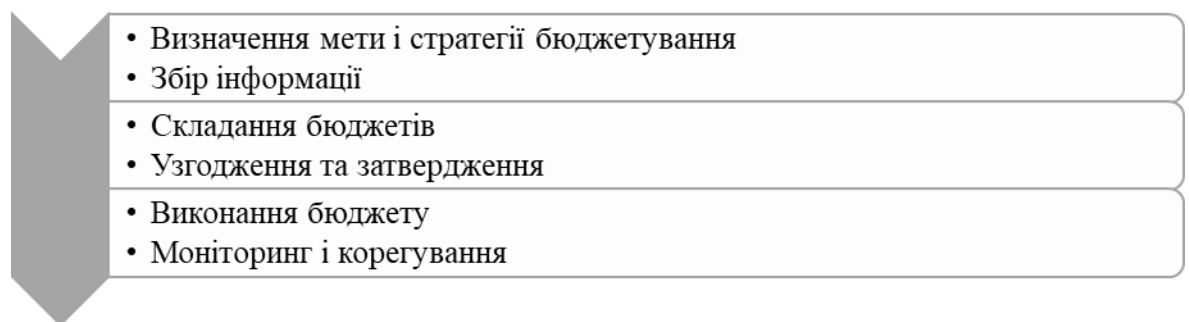 • Визначення мети і стратегії бюджетування
• Збір інформації
• Складання бюджетів
• Узгодження та затвердження
• Виконання бюджету
• Моніторинг і корегування